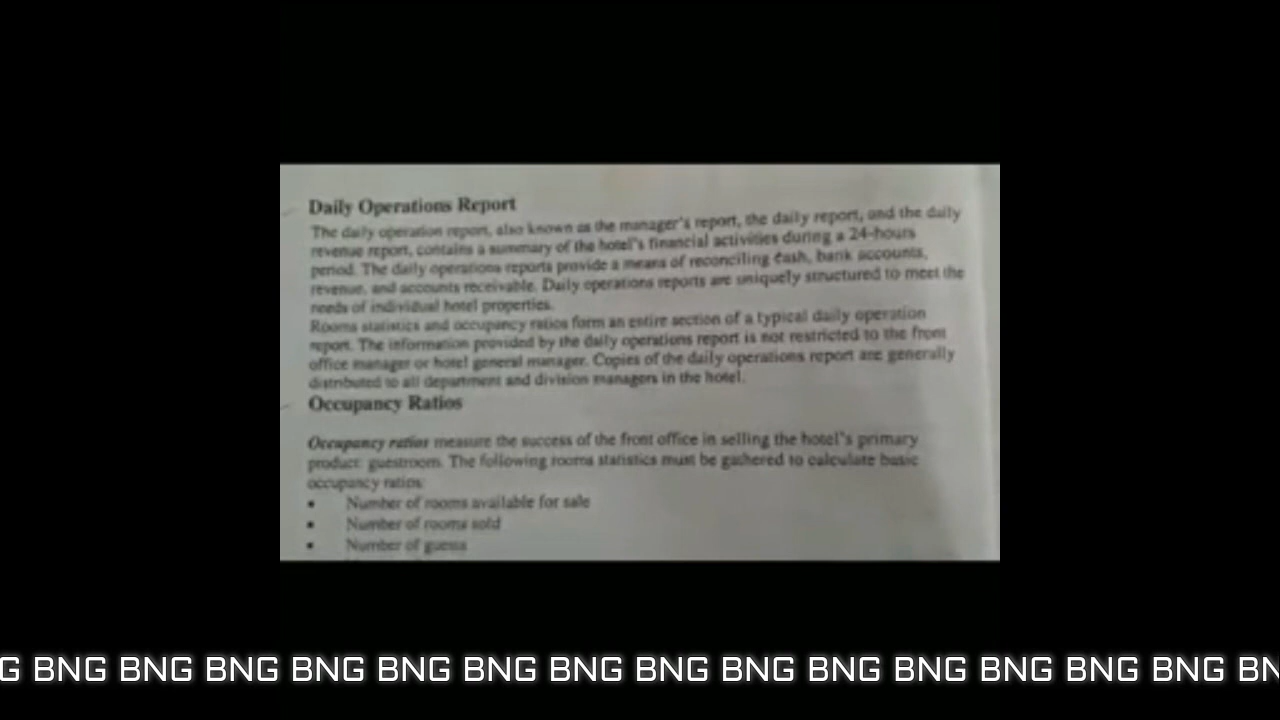 Daily Operations Report
The daily operation report, also known as the manager's report, the daily report, and the daily
revenue report, contains a summary of the hotel's financial activities during a 24-hours
period. The daily operations reports provide a means of reconciling cash, bank accounts,
revenue, and accounts receivable. Daily operations reports are uniquely structured to meet the
needs of individual hotel properties.
Rooms statistics and occupancy ratios form an entire section of a typical daily operation
report. The information provided by the daily operations report is not restricted to the front
office manager or hotel general manager. Copies of the daily operations report are generally
distributed to all department and division managers in the hotel.
Occupancy Ratios
Occupancy ratios measure the success of the front office in selling the hotel's primary
product: guestroom. The following rooms statistics must be gathered to calculate basic
occupancy ratios:
• Number of rooms available for sale
• Number of rooms sold
• Number of guests
G BNG BNG BNG BNG BNG BNG BNG BNG BNG BNG BNG BNG BNG BNG BN